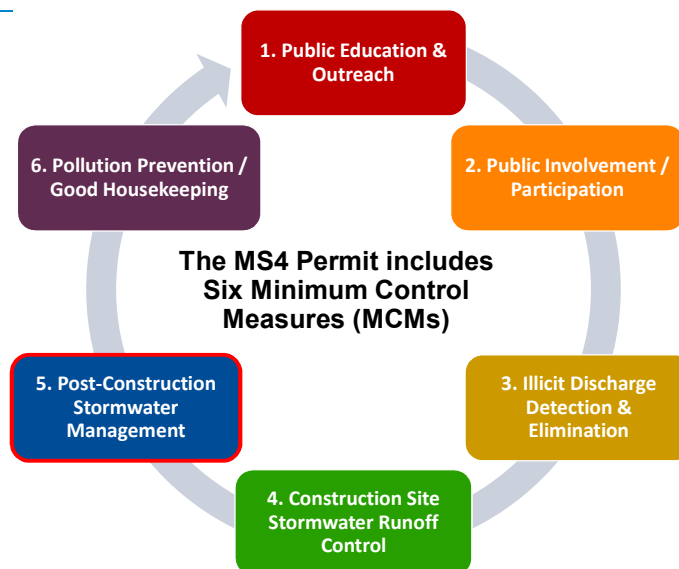 1. Public Education &
Outreach
2. Public Involvement /
Participation
3. Illicit Discharge
Detection &
Elimination
4. Construction Site
Stormwater Runoff
Control
5. Post-Construction
Stormwater
Management
6. Pollution Prevention /
Good Housekeeping
The MS4 Permit includes
Six Minimum Control
Measures (MCMs)